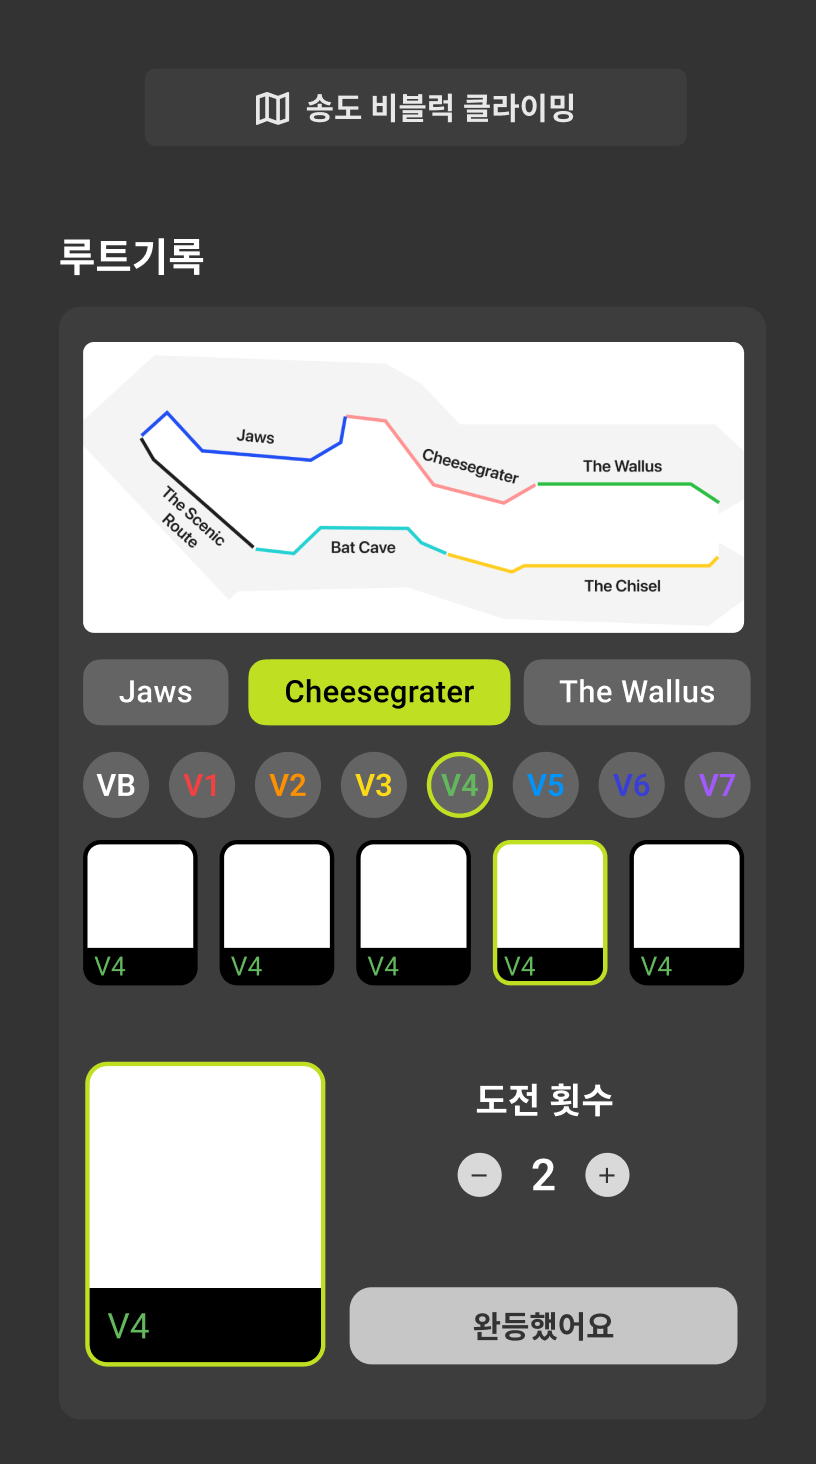 송도 비블럭 클라이밍
루트기록
Jaws
Cheesegrater
The Wallus
The Scenic
Route
Bat Cave
The Chisel
Jaws Cheesegrater The Wallus
VB V1 V2 V3 V4 V5 V6 V7
V4 V4 V4 V4 V4
도전 횟수
− 2 +
V4
완등했어요